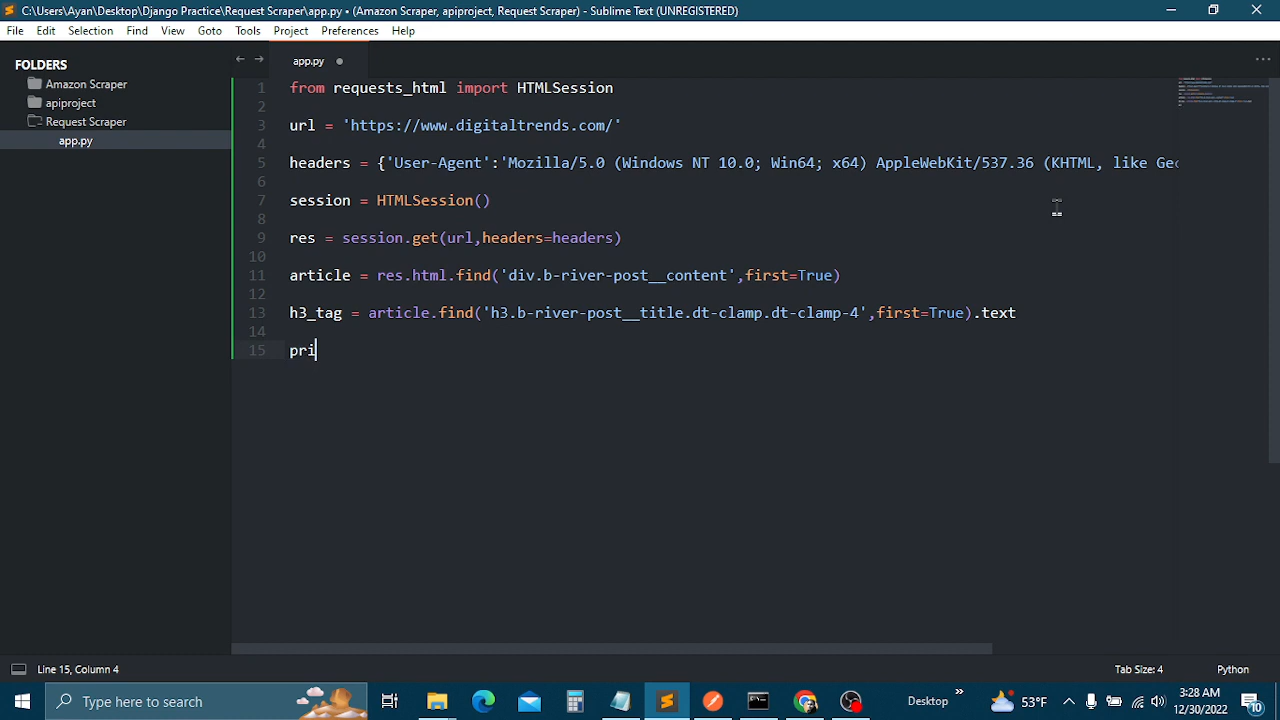 C:\Users\Ayan\Desktop\Django Practice\Request Scraper\app.py • (Amazon Scraper, apiproject, Request Scraper) - Sublime Text (UNREGISTERED)
File Edit Selection Find View Goto Tools Project Preferences Help
FOLDERS
Amazon Scraper
apiproject
Request Scraper
app.py
app.py
1 from requests_html import HTMLSession
2
3 url = 'https://www.digitaltrends.com/'
4
5 headers = {'User-Agent':'Mozilla/5.0 (Windows NT 10.0; Win64; x64) AppleWebKit/537.36 (KHTML, like Gec
6
7 session = HTMLSession()
8
9 res = session.get(url,headers=headers)
10
11 article = res.html.find('div.b-river-post__content',first=True)
12
13 h3_tag = article.find('h3.b-river-post__title.dt-clamp.dt-clamp-4',first=True).text
14
15 pri
Line 15, Column 4
Tab Size: 4
Python
Type here to search
Desktop
53°F
3:28 AM
12/30/2022
10